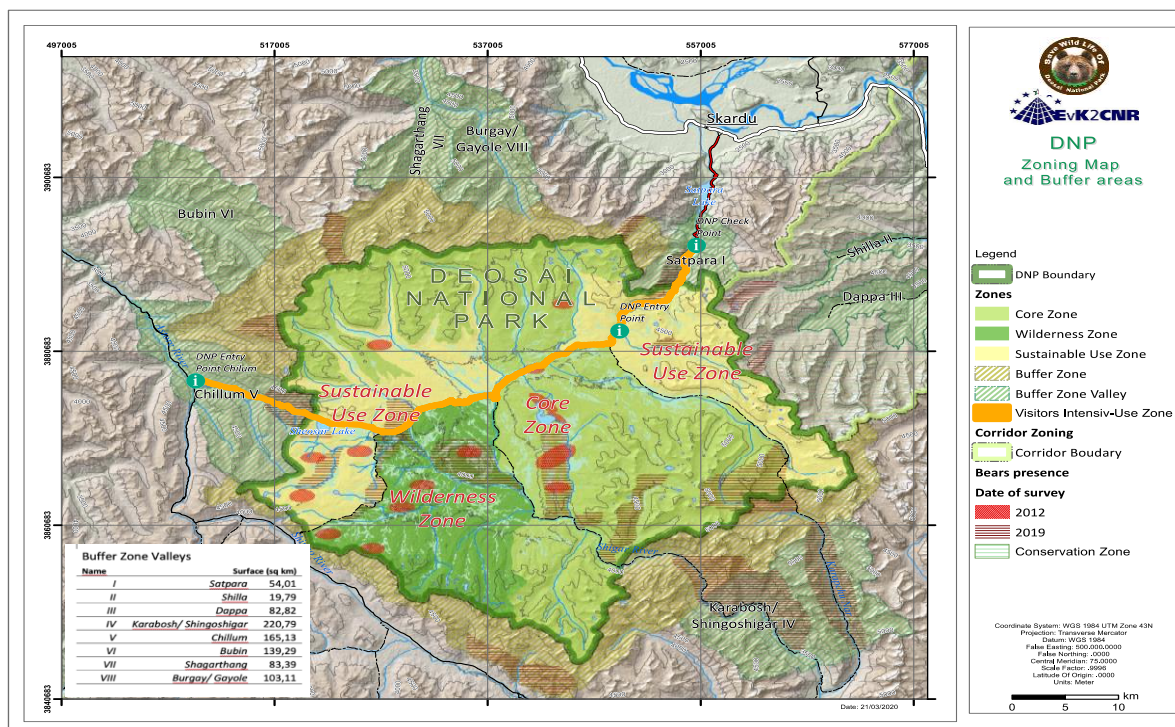 497005
517005
537005
557005
577005
3900683
3880683
3860683
3840683
Skardu
Shagarthang
VI
Burgay/
Gayole VIII
Satpara
Lake
Bubin VI
DNP Check
Point
Satpara I
Shilla II
Dappa III
DEOSAI
NATIONAL
PARK
DNP Entry
Point
DNP Entry
Point Chilum
Chillum V
Sustainable
Use Zone
Sustainable
Use Zone
Core
Zone
Wilderness
Zone
Sheosar Lake
Shigar River
Karabosh/
Shingoshigar IV
Buffer Zone Valleys
Name Surface (sq km)
I Satpara 54,01
II Shilla 19,79
III Dappa 82,82
IV Karabosh/ Shingoshigar 220,79
V Chillum 165,13
VI Bubin 139,29
VII Shagarthang 83,39
VIII Burgay/ Gayole 103,11
Date: 21/03/2020
Save Wild Life Of
Deosai National Park
EvK2CNR
DNP
Zoning Map
and Buffer areas
Legend
DNP Boundary
Zones
Core Zone
Wilderness Zone
Sustainable Use Zone
Buffer Zone
Buffer Zone Valley
Visitors Intensiv-Use Zone
Corridor Zoning
Corridor Boudary
Bears presence
Date of survey
2012
2019
Conservation Zone
Coordinate System: WGS 1984 UTM Zone 43N
Projection: Transverse Mercator
Datum: WGS 1984
False Easting: 500.000.0000
False Northing: .0000
Central Meridian: 75.0000
Scale Factor: .9996
Latitude Of Origin: .0000
Units: Meter
km
0 5 10